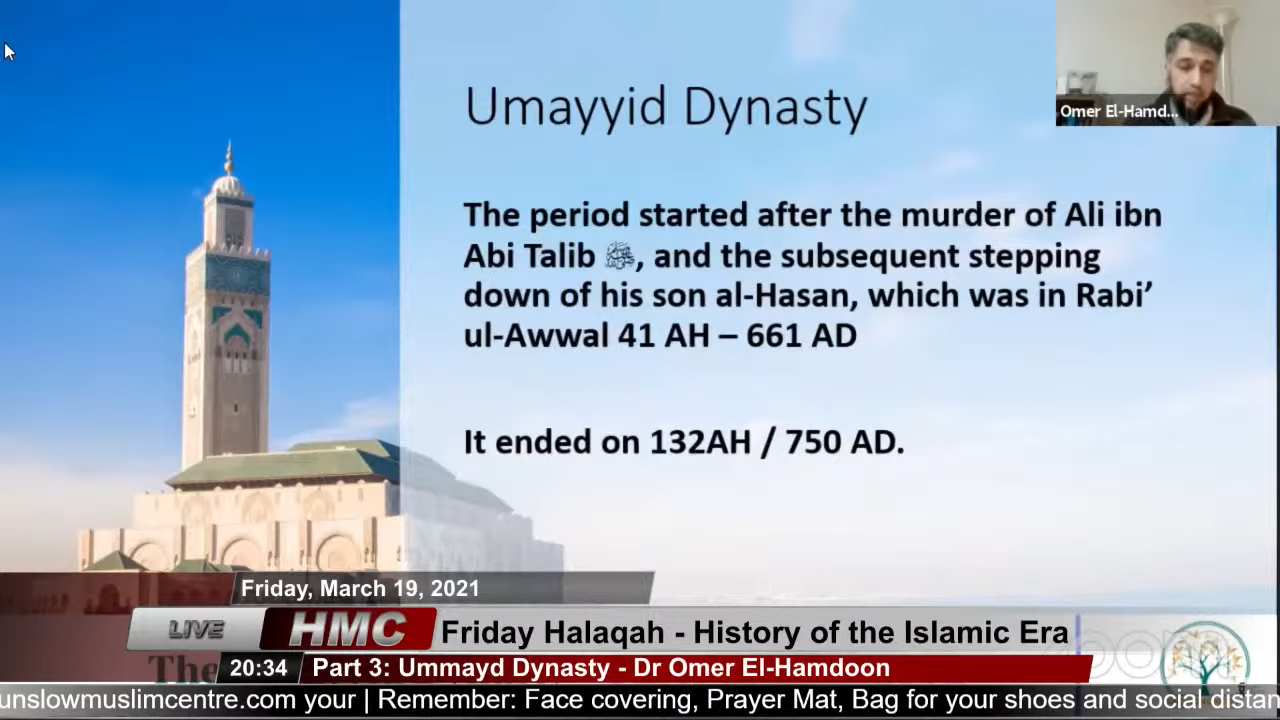 Umayyid Dynasty
Omer El-Hamd...
The period started after the murder of Ali ibn
Abi Talib, and the subsequent stepping
down of his son al-Hasan, which was in Rabi’
ul-Awwal 41 AH – 661 AD
It ended on 132AH / 750 AD.
Friday, March 19, 2021
LIVE HMC Friday Halaqah - History of the Islamic Era
The
20:34 Part 3: Ummayd Dynasty - Dr Omer El-Hamdoon
unslowmuslimcentre.com your | Remember: Face covering, Prayer Mat, Bag for your shoes and social distan